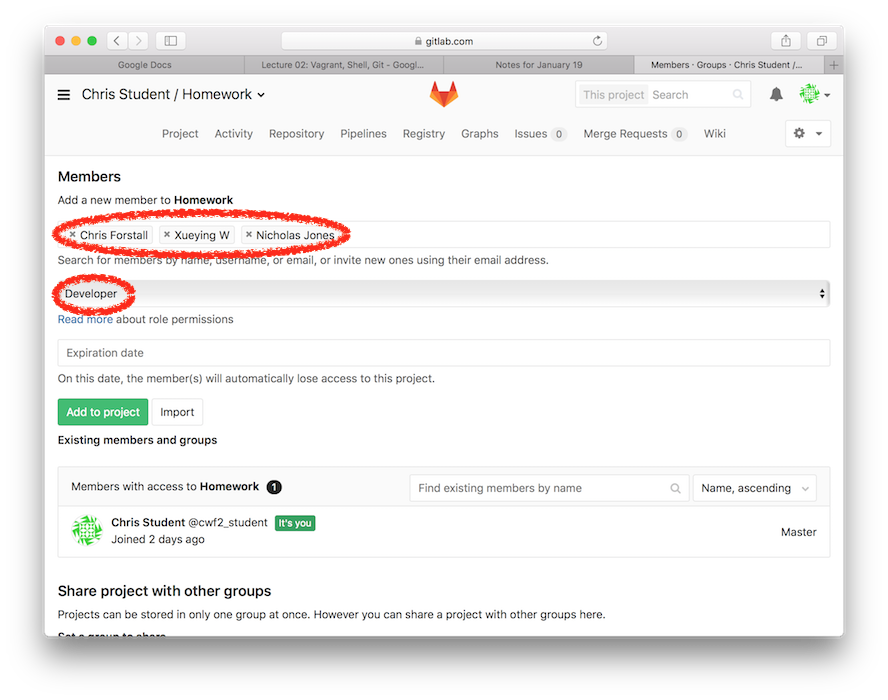 gitlab.com
Google Docs
Lecture 02: Vagrant, Shell, Git - Googl...
Notes for January 19
Members · Groups · Chris Student /...
Chris Student / Homework
This project Search
Project Activity Repository Pipelines Registry Graphs Issues 0 Merge Requests 0 Wiki
Members
Add a new member to Homework
× Chris Forstall × Xueying W × Nicholas Jones
Search for members by name, username, or email, or invite new ones using their email address.
Developer
Read more about role permissions
Expiration date
On this date, the member(s) will automatically lose access to this project.
Add to project Import
Existing members and groups
Members with access to Homework 1 Find existing members by name Name, ascending
Chris Student @cwf2_student It's you
Joined 2 days ago
Master
Share project with other groups
Projects can be stored in only one group at once. However you can share a project with other groups here.
Set a group to share